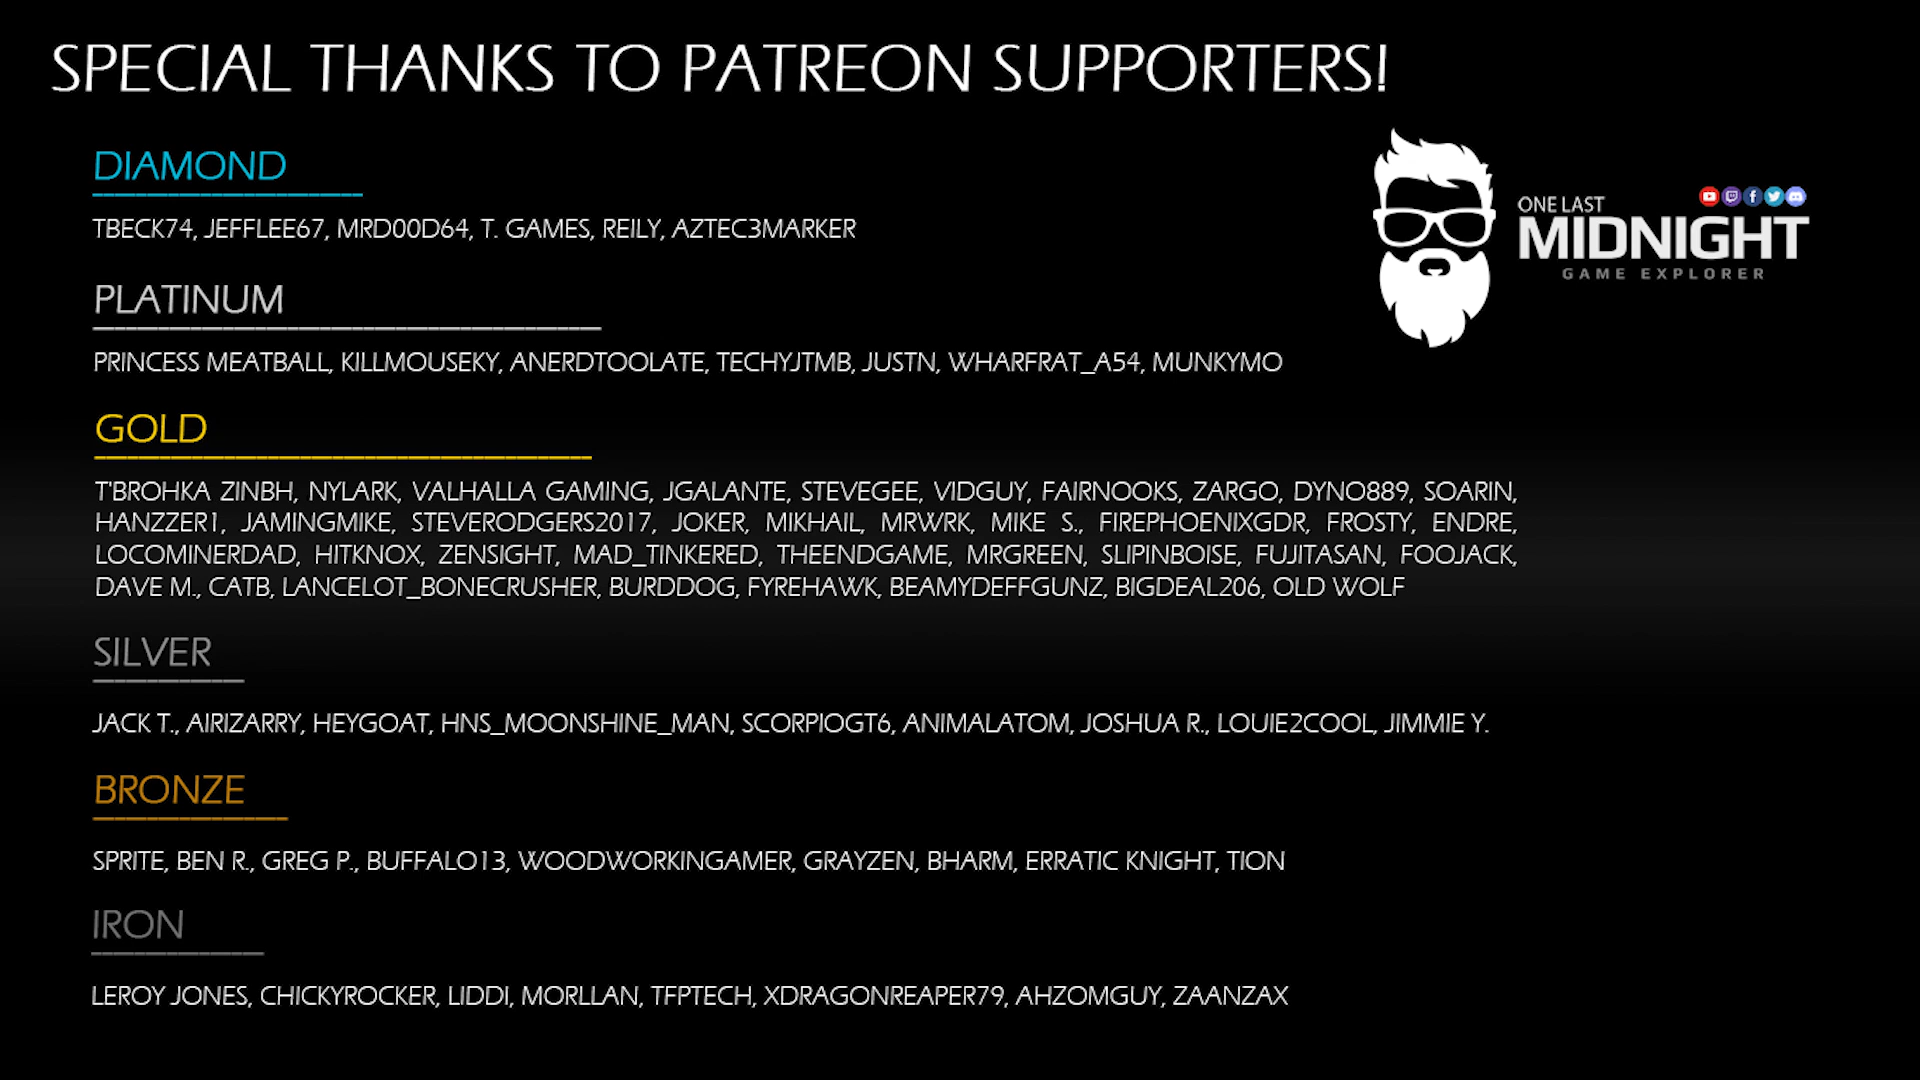 SPECIAL THANKS TO PATREON SUPPORTERS!
DIAMOND
TBECK74, JEFFLEE67, MRD00D64, T. GAMES, REILY, AZTEC3MARKER
ONE LAST
MIDNIGHT
GAME EXPLORER
PLATINUM
PRINCESS MEATBALL, KILLMOUSEKY, ANERDTOOLATE, TECHYJTMB, JUSTN, WHARFRAT_A54, MUNKYMO
GOLD
T'BROHKA ZINBH, NYLARK, VALHALLA GAMING, JGALANTE, STEVEGEE, VIDGUY, FAIRNOOKS, ZARGO, DYNO889, SOARIN,
HANZZER1, JAMINGMIKE, STEVERODGERS2017, JOKER, MIKHAIL, MRWRK, MIKE S., FIREPHOENIXGDR, FROSTY, ENDRE,
LOCOMINERDAD, HITKNOX, ZENSIGHT, MAD_TINKERED, THEENDGAME, MRGREEN, SLIPINBOISE, FUJITASAN, FOOJACK,
DAVE M., CATB, LANCELOT_BONECRUSHER, BURDDOG, FYREHAWK, BEAMYDEFFGUNZ, BIGDEAL206, OLD WOLF
SILVER
JACK T., AIRIZARRY, HEYGOAT, HNS_MOONSHINE_MAN, SCORPIOGT6, ANIMALATOM, JOSHUA R., LOUIE2COOL, JIMMIE Y.
BRONZE
SPRITE, BEN R., GREG P., BUFFALO13, WOODWORKINGAMER, GRAYZEN, BHARM, ERRATIC KNIGHT, TION
IRON
LEROY JONES, CHICKYROCKER, LIDDI, MORLLAN, TFPTECH, XDRAGONREAPER79, AHZOMGUY, ZAANZAX